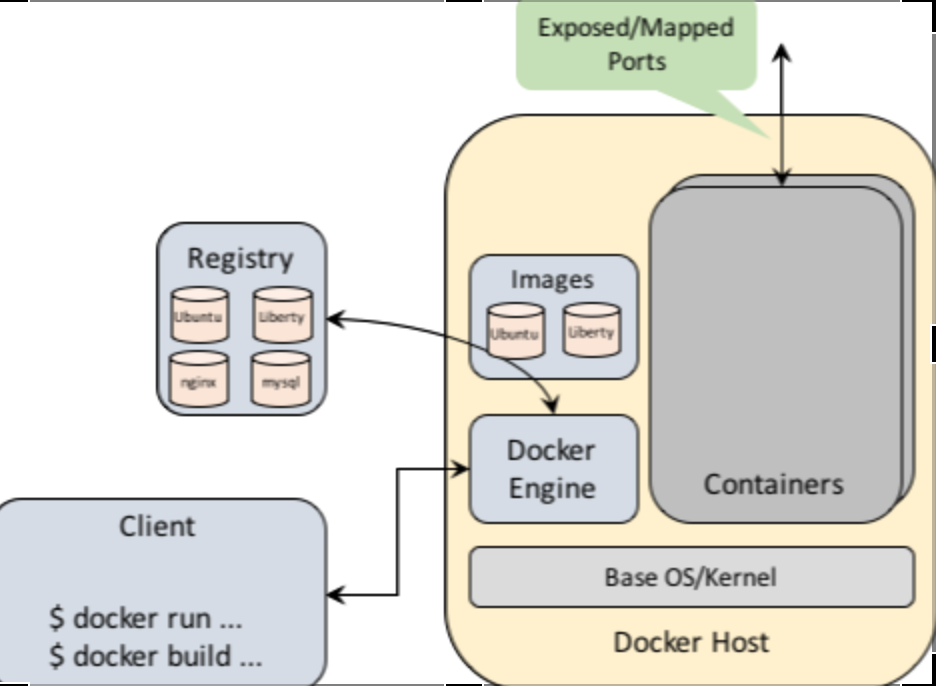 Exposed/Mapped
Ports
Registry
Ubuntu
Liberty
nginx
mysql
Images
Ubuntu
Liberty
Docker
Engine
Containers
Client
$ docker run ...
$ docker build ...
Base OS/Kernel
Docker Host